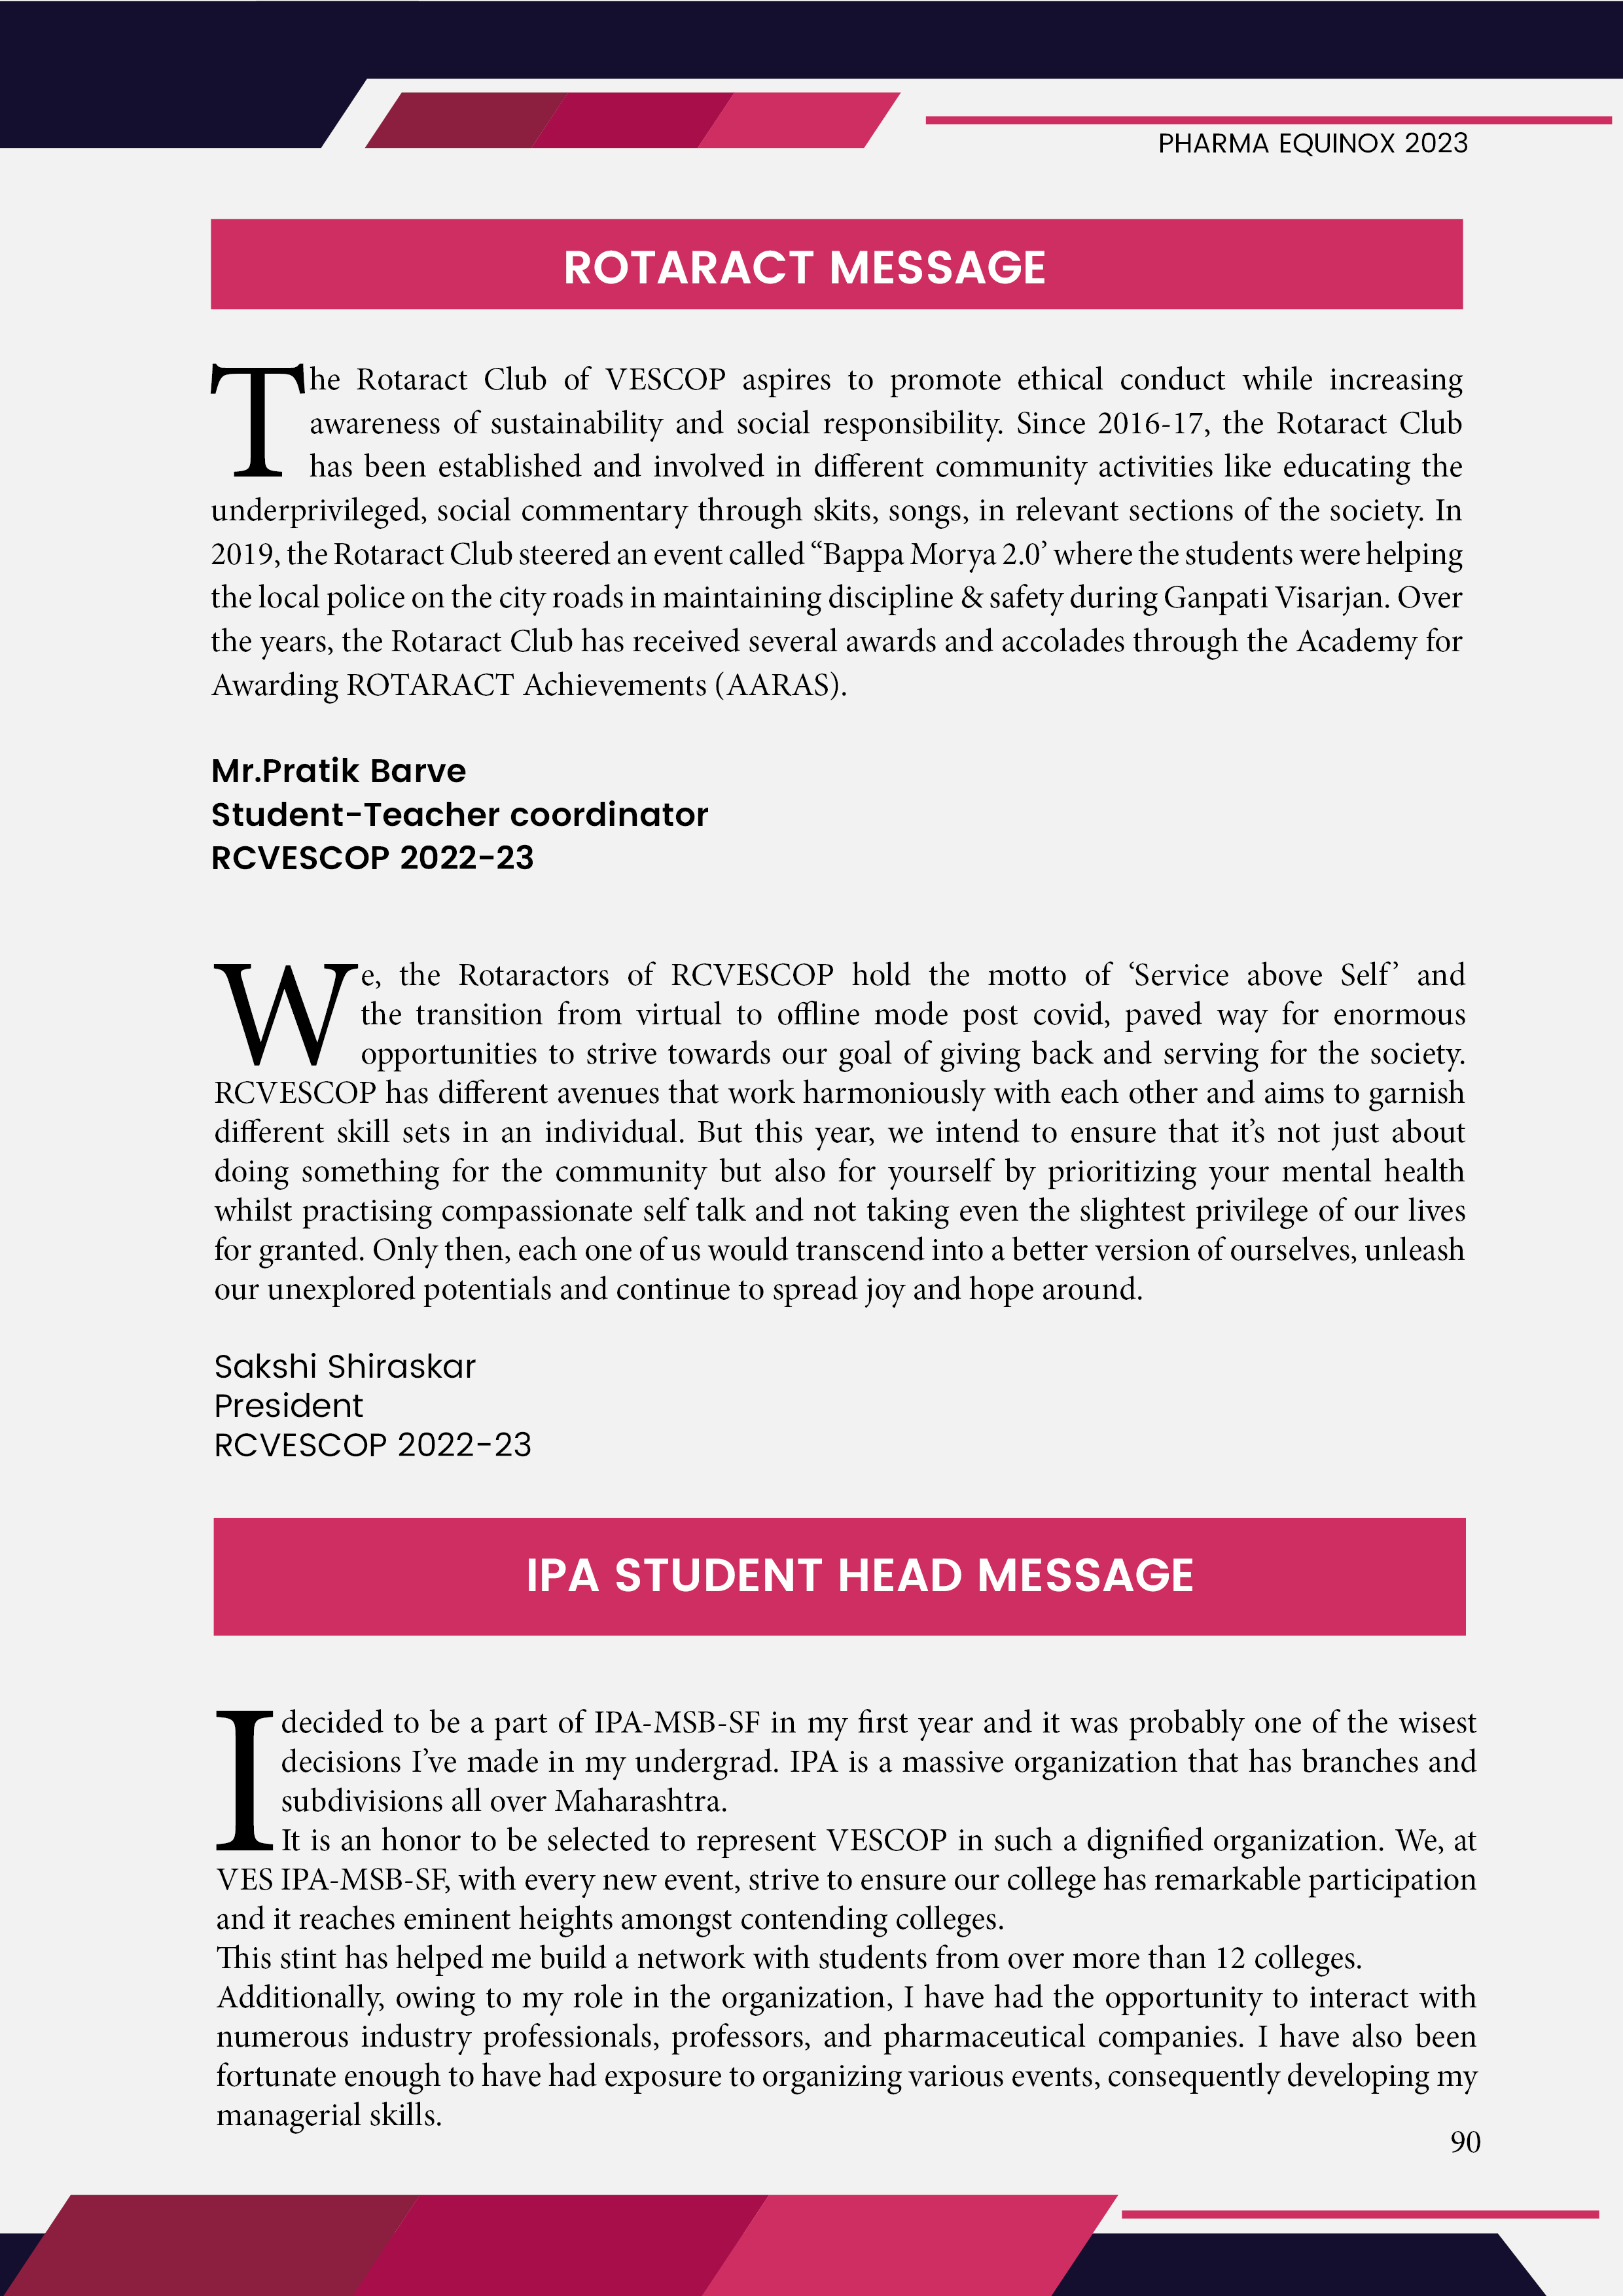 PHARMA EQUINOX 2023
ROTARACT MESSAGE
The Rotaract Club of VESCOP aspires to promote ethical conduct while increasing
awareness of sustainability and social responsibility. Since 2016-17, the Rotaract Club
has been established and involved in different community activities like educating the
underprivileged, social commentary through skits, songs, in relevant sections of the society. In
2019, the Rotaract Club steered an event called “Bappa Morya 2.0’ where the students were helping
the local police on the city roads in maintaining discipline & safety during Ganpati Visarjan. Over
the years, the Rotaract Club has received several awards and accolades through the Academy for
Awarding ROTARACT Achievements (AARAS).
Mr.Pratik Barve
Student-Teacher coordinator
RCVESCOP 2022-23
We, the Rotaractors of RCVESCOP hold the motto of ‘Service above Self’ and
the transition from virtual to offline mode post covid, paved way for enormous
opportunities to strive towards our goal of giving back and serving for the society.
RCVESCOP has different avenues that work harmoniously with each other and aims to garnish
different skill sets in an individual. But this year, we intend to ensure that it’s not just about
doing something for the community but also for yourself by prioritizing your mental health
whilst practising compassionate self talk and not taking even the slightest privilege of our lives
for granted. Only then, each one of us would transcend into a better version of ourselves, unleash
our unexplored potentials and continue to spread joy and hope around.
Sakshi Shiraskar
President
RCVESCOP 2022-23
IPA STUDENT HEAD MESSAGE
I decided to be a part of IPA-MSB-SF in my first year and it was probably one of the wisest
decisions I’ve made in my undergrad. IPA is a massive organization that has branches and
subdivisions all over Maharashtra.
It is an honor to be selected to represent VESCOP in such a dignified organization. We, at
VES IPA-MSB-SF, with every new event, strive to ensure our college has remarkable participation
and it reaches eminent heights amongst contending colleges.
This stint has helped me build a network with students from over more than 12 colleges.
Additionally, owing to my role in the organization, I have had the opportunity to interact with
numerous industry professionals, professors, and pharmaceutical companies. I have also been
fortunate enough to have had exposure to organizing various events, consequently developing my
managerial skills.
90